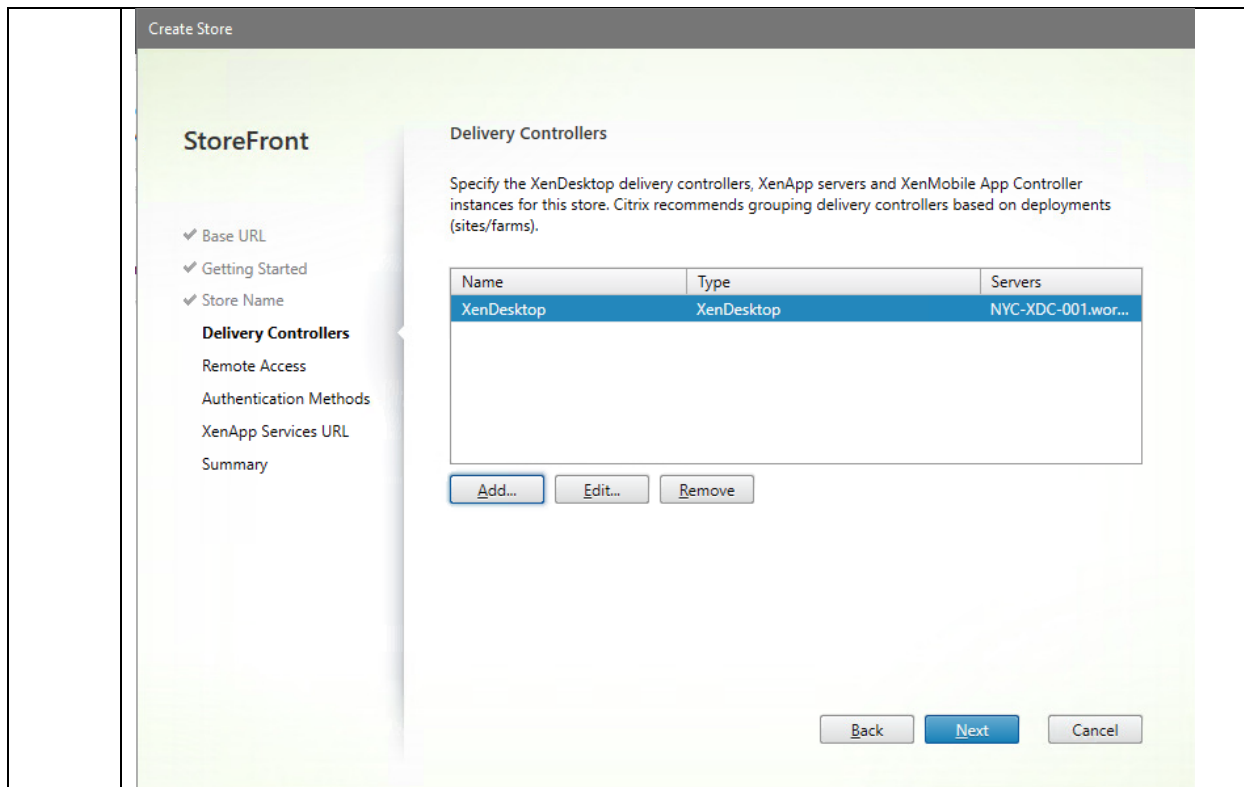 Create Store
StoreFront
Base URL
Getting Started
Store Name
Delivery Controllers
Remote Access
Authentication Methods
XenApp Services URL
Summary
Delivery Controllers
Specify the XenDesktop delivery controllers, XenApp servers and XenMobile App Controller
instances for this store. Citrix recommends grouping delivery controllers based on deployments
(sites/farms).
Name Type Servers
XenDesktop XenDesktop NYC-XDC-001.wor...
Add... Edit... Remove
Back Next Cancel